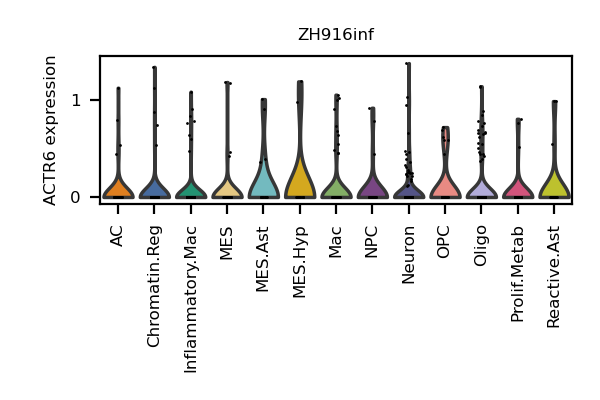 ZH916inf
ACTR6 expression
1
0
AC
Chromatin.Reg
Inflammatory.Mac
MES
MES.Ast
MES.Hyp
Mac
NPC
Neuron
OPC
Oligo
Prolif.Metab
Reactive.Ast